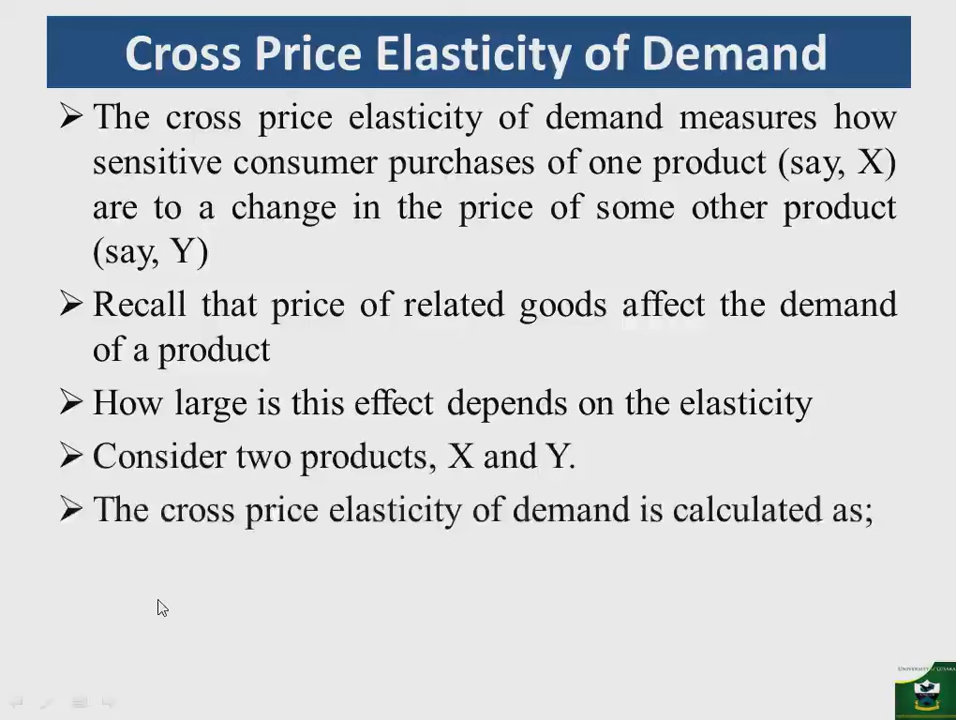 Cross Price Elasticity of Demand
➢ The cross price elasticity of demand measures how
sensitive consumer purchases of one product (say, X)
are to a change in the price of some other product
(say, Y)
➢ Recall that price of related goods affect the demand
of a product
➢ How large is this effect depends on the elasticity
➢ Consider two products, X and Y.
➢ The cross price elasticity of demand is calculated as;